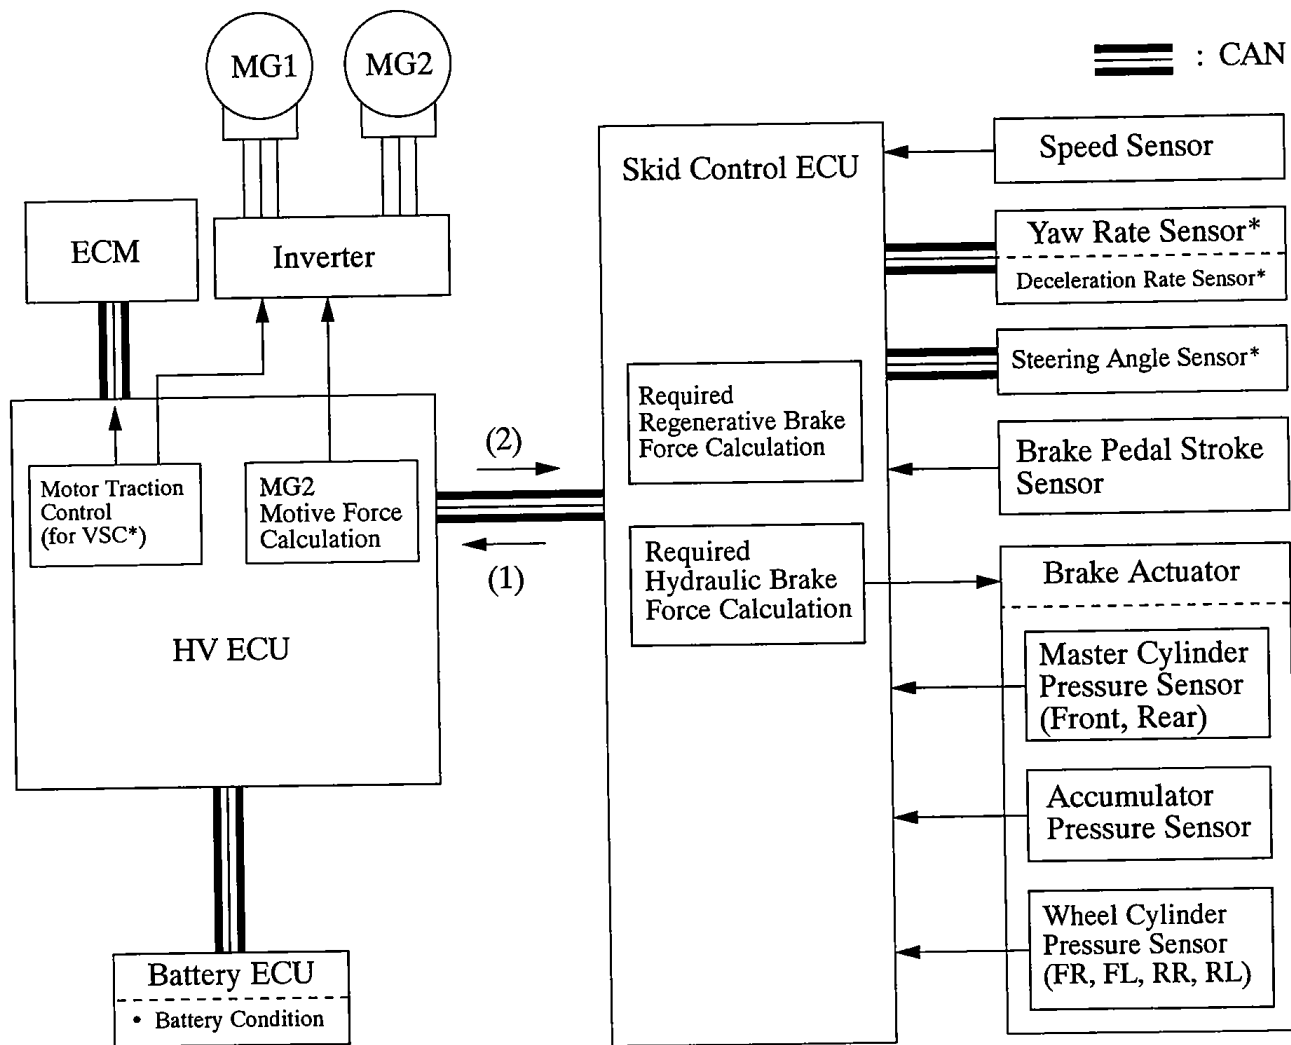 MG1
MG2
: CAN
ECM
Inverter
Skid Control ECU
Speed Sensor
Yaw Rate Sensor*
Deceleration Rate Sensor*
Steering Angle Sensor*
Brake Pedal Stroke
Sensor
Required
Regenerative Brake
Force Calculation
(2)
(1)
Motor Traction
Control
(for VSC*)
MG2
Motive Force
Calculation
HV ECU
Required
Hydraulic Brake
Force Calculation
Brake Actuator
Master Cylinder
Pressure Sensor
(Front, Rear)
Accumulator
Pressure Sensor
Wheel Cylinder
Pressure Sensor
(FR, FL, RR, RL)
Battery ECU
• Battery Condition